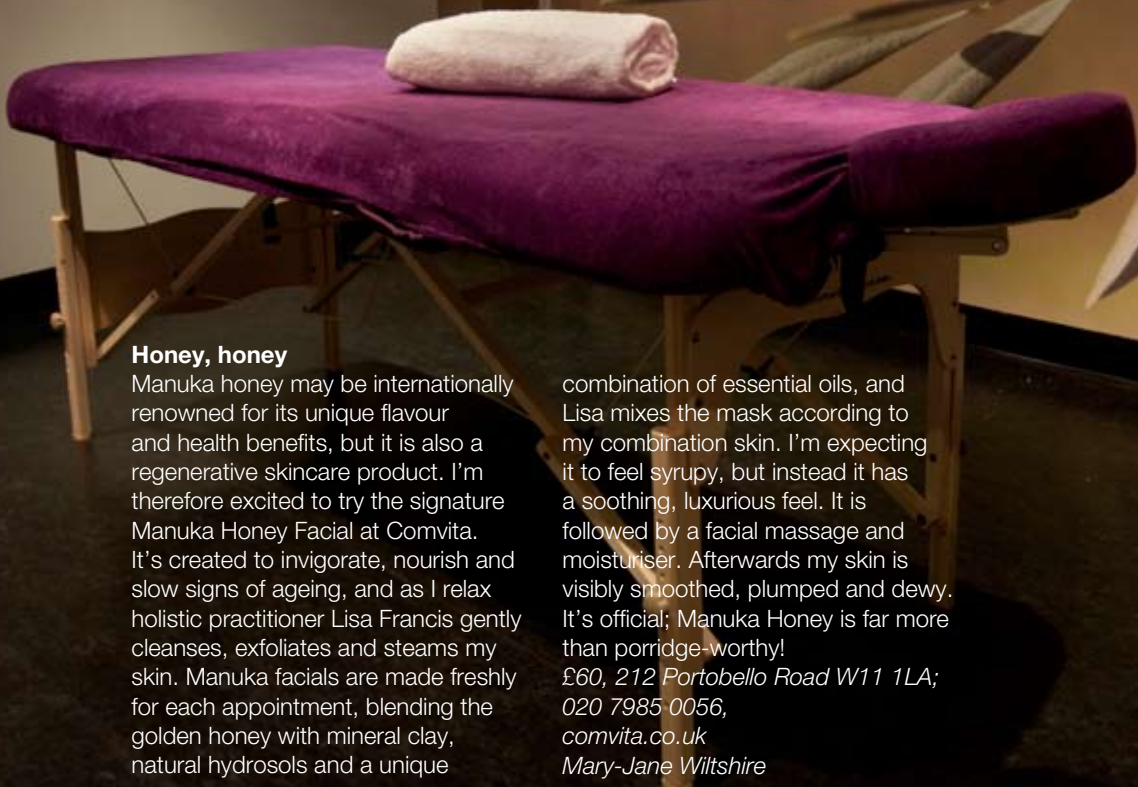 Honey, honey
Manuka honey may be internationally
renowned for its unique flavour
and health benefits, but it is also a
regenerative skincare product. I'm
therefore excited to try the signature
Manuka Honey Facial at Comvita.
It's created to invigorate, nourish and
slow signs of ageing, and as I relax
holistic practitioner Lisa Francis gently
cleanses, exfoliates and steams my
skin. Manuka facials are made freshly
for each appointment, blending the
golden honey with mineral clay,
natural hydrosols and a unique
combination of essential oils, and
Lisa mixes the mask according to
my combination skin. I'm expecting
it to feel syrupy, but instead it has
a soothing, luxurious feel. It is
followed by a facial massage and
moisturiser. Afterwards my skin is
visibly smoothed, plumped and dewy.
It's official; Manuka Honey is far more
than porridge-worthy!
£60, 212 Portobello Road W11 1LA;
020 7985 0056,
comvita.co.uk
Mary-Jane Wiltshire